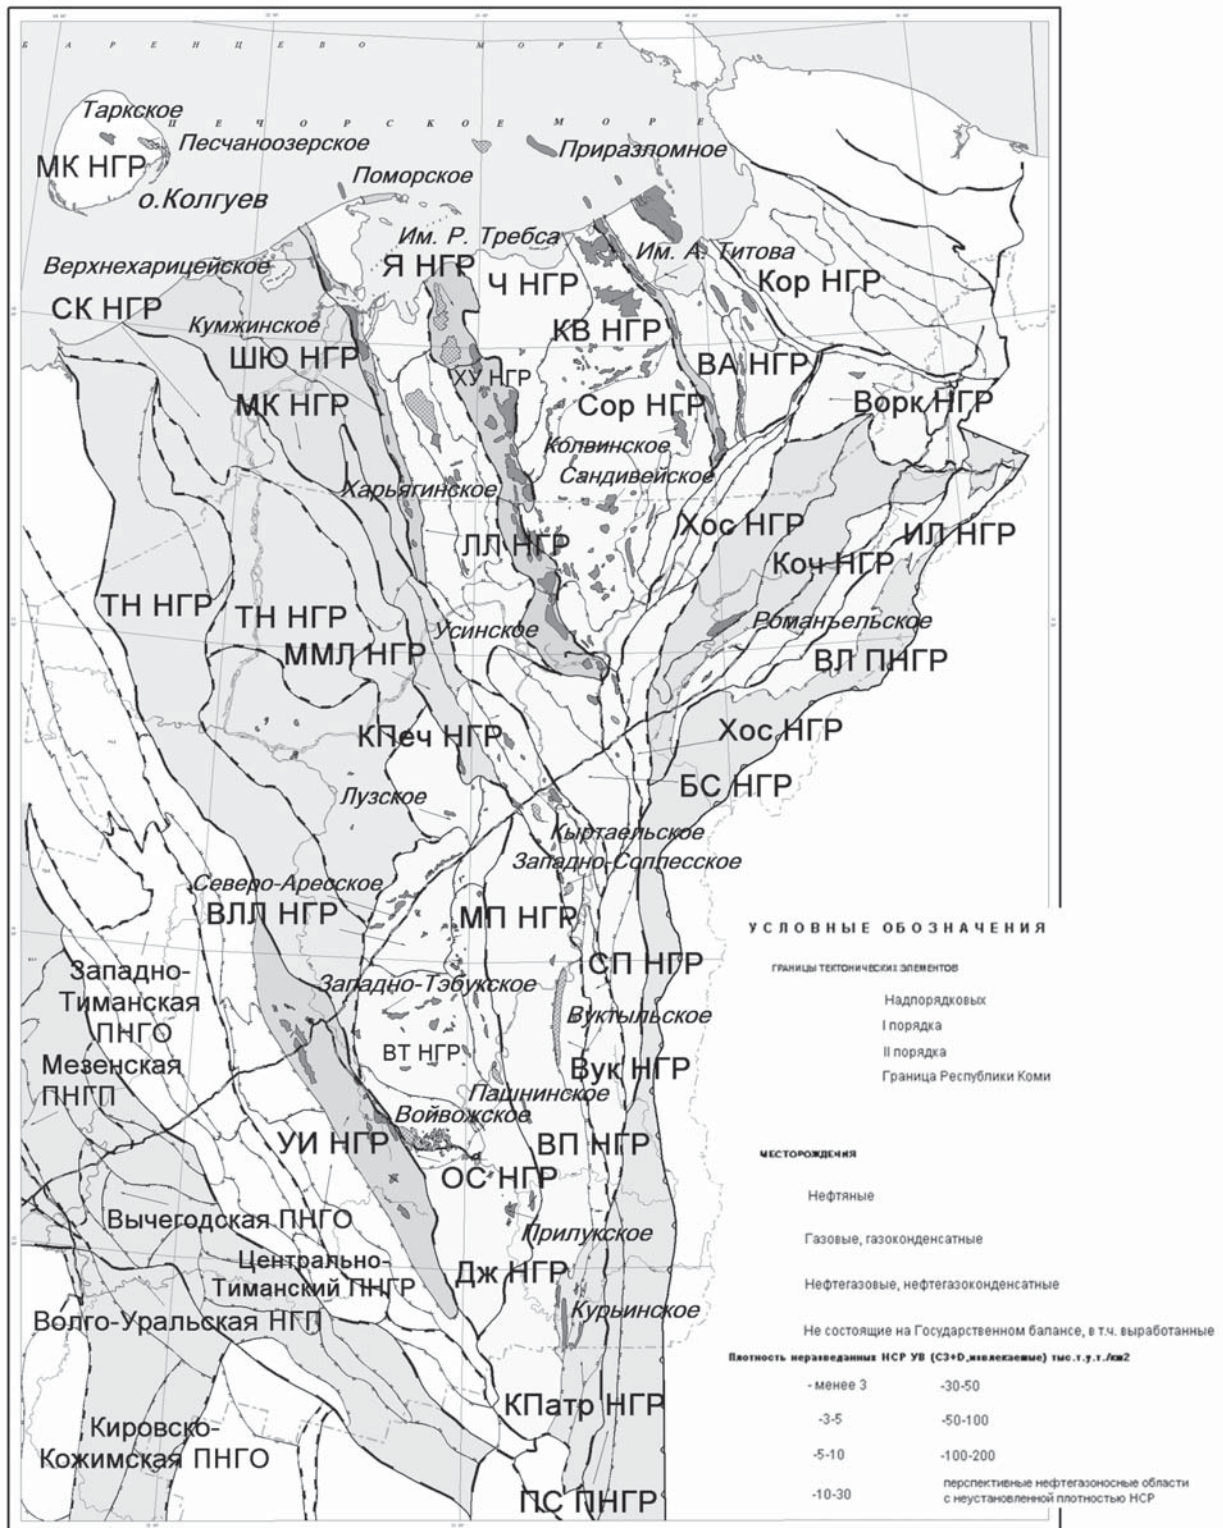 БАРЕНЦЕВО МОРЕ
ПЕЧОРСКОЕ МОРЕ
Таркское
Песчаноозерское
Приразломное
МК НГР
Поморское
о.Колгуев
Им. Р. Требса
Им. А. Титова
Верхнехарицейское
Я НГР
Ч НГР
Кор НГР
СК НГР
Кумжинское
КВ НГР
ШЮ НГР
ВА НГР
ХУ НГР
МК НГР
Сор НГР
Ворк НГР
Колвинское
Сандивейское
Харьягинское
Хос НГР
ИЛ НГР
ЛЛ НГР
Коч НГР
ТН НГР
ТН НГР
Усинское
Романъельское
ММЛ НГР
ВЛ ПНГР
КПеч НГР
Хос НГР
БС НГР
Лузское
Кыртаельское
Западно-Соплесское
Северо-Аресское
ВЛЛ НГР
МП НГР
СП НГР
Западно-
Тиманская
ПНГО
Западно-Тэбукское
Вуктыльское
ВТ НГР
Мезенская
ПНГП
Вук НГР
Пашнинское
Войвожское
УИ НГР
ВП НГР
ОС НГР
Вычегодская ПНГО
Прилукское
Центрально-
Тиманский ПНГР
Дж НГР
Волго-Уральская НГП
Курьинское
КПатр НГР
Кировско-
Кожимская ПНГО
ПС ПНГР
УСЛОВНЫЕ ОБОЗНАЧЕНИЯ
ГРАНИЦЫ ТЕКТОНИЧЕСКИХ ЭЛЕМЕНТОВ
Надпорядковых
I порядка
II порядка
Граница Республики Коми
МЕСТОРОЖДЕНИЯ
Нефтяные
Газовые, газоконденсатные
Нефтегазовые, нефтегазоконденсатные
Не состоящие на Государственном балансе, в т.ч. выработанные
Плотность неразведанных НСР УВ (С3+D,извлекаемые) тыс.т.у.т./км2
- менее 3
-30-50
-3-5
-50-100
-5-10
-100-200
-10-30
перспективные нефтегазоносные области
с неустановленной плотностью НСР